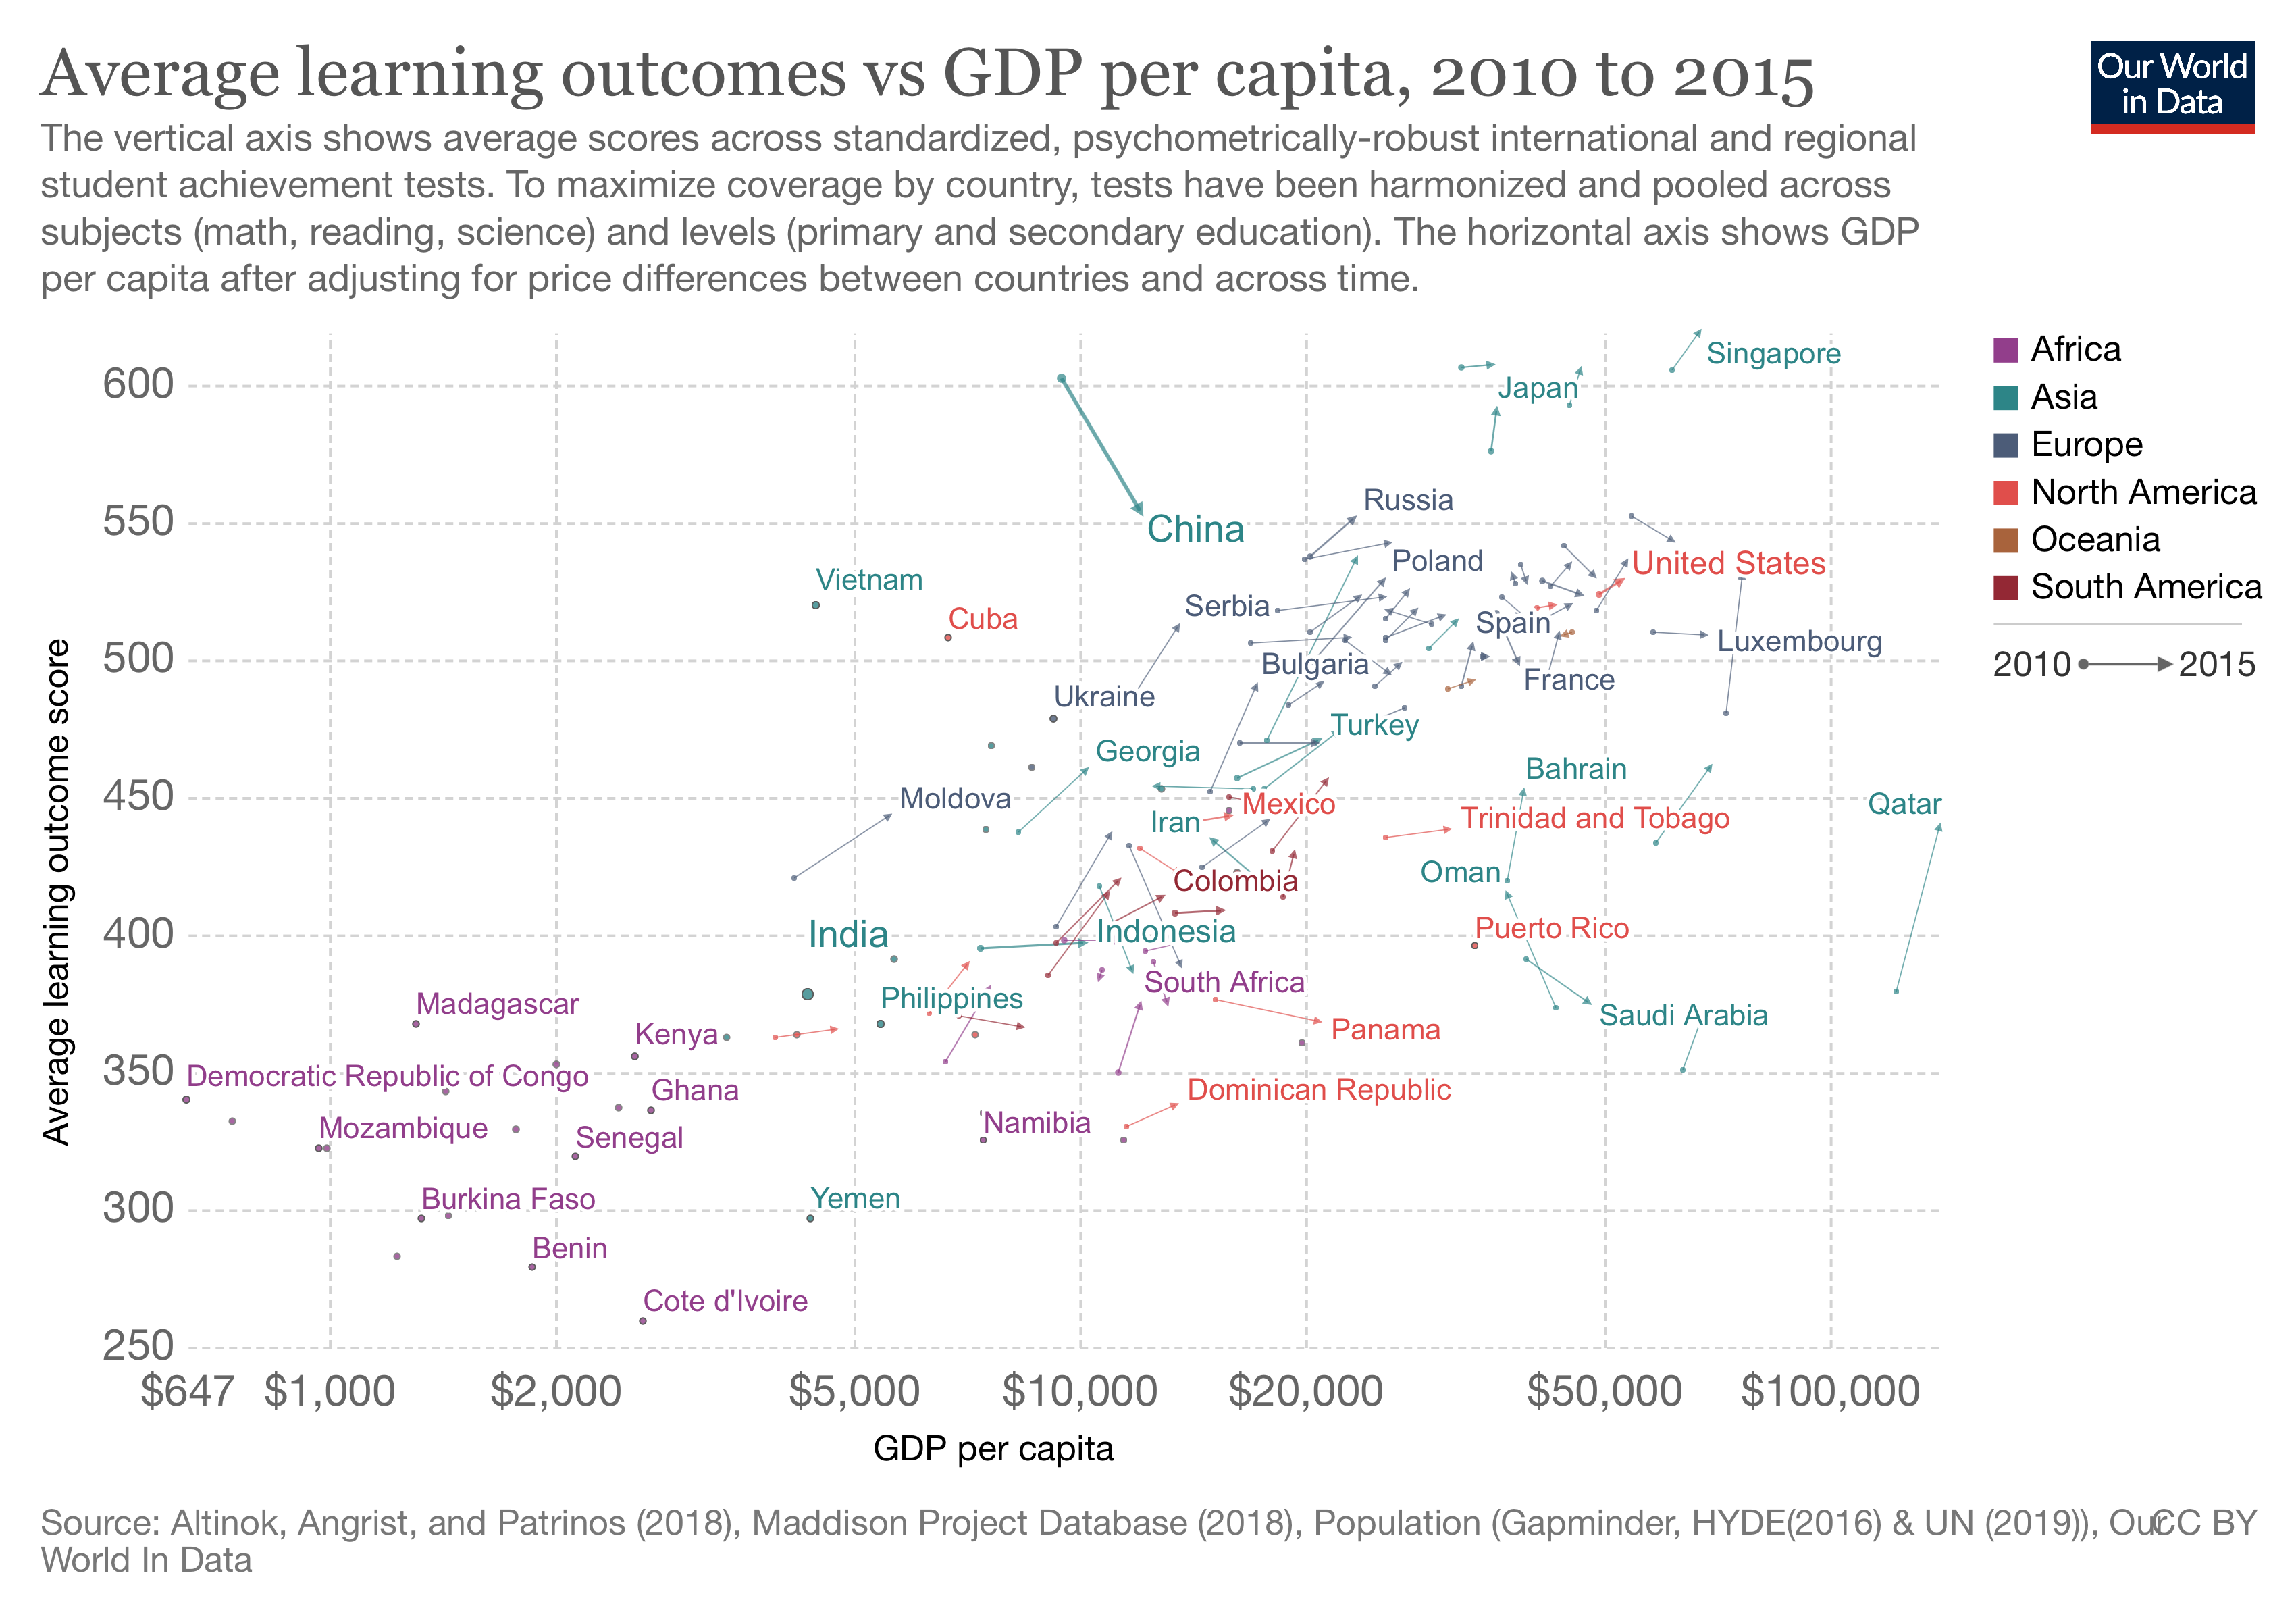 Average learning outcomes vs GDP per capita, 2010 to 2015
Our World
in Data
The vertical axis shows average scores across standardized, psychometrically-robust international and regional
student achievement tests. To maximize coverage by country, tests have been harmonized and pooled across
subjects (math, reading, science) and levels (primary and secondary education). The horizontal axis shows GDP
per capita after adjusting for price differences between countries and across time.
Africa
Asia
Europe
North America
Oceania
South America
2010
2015
Average learning outcome score
600
550
500
450
400
350
300
250
Singapore
Japan
Russia
China
Poland
United States
Vietnam
Serbia
Cuba
Spain
Luxembourg
Bulgaria
France
Ukraine
Turkey
Georgia
Bahrain
Moldova
Mexico
Qatar
Iran
Trinidad and Tobago
Oman
Colombia
India
Indonesia
Puerto Rico
South Africa
Philippines
Madagascar
Saudi Arabia
Kenya
Panama
Democratic Republic of Congo
Ghana
Dominican Republic
Mozambique
Namibia
Senegal
Burkina Faso
Yemen
Benin
Cote d'Ivoire
$647
$1,000
$2,000
$5,000
$10,000
$20,000
$50,000
$100,000
GDP per capita
Source: Altinok, Angrist, and Patrinos (2018), Maddison Project Database (2018), Population (Gapminder, HYDE(2016) & UN (2019)), Our
World In Data
CC BY